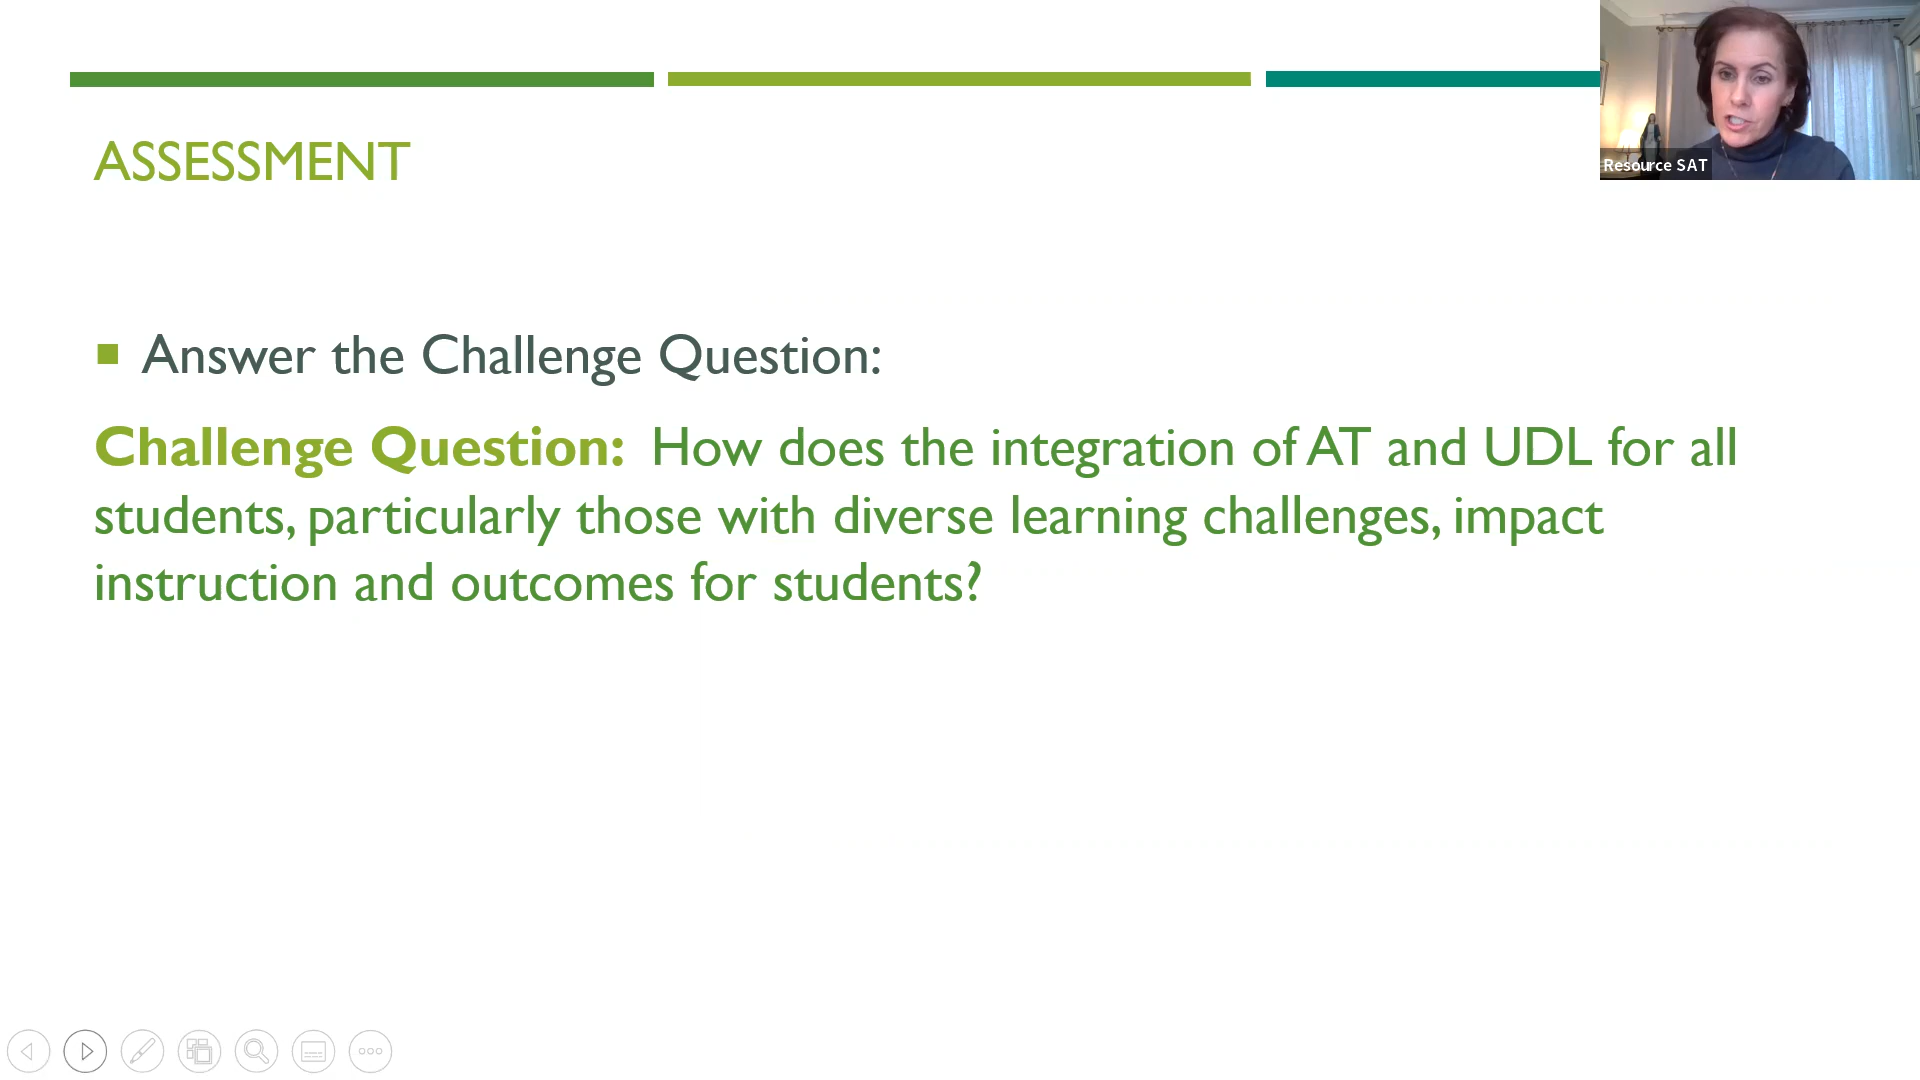 Resource SAT
ASSESSMENT
Answer the Challenge Question:
Challenge Question: How does the integration of AT and UDL for all
students, particularly those with diverse learning challenges, impact
instruction and outcomes for students?